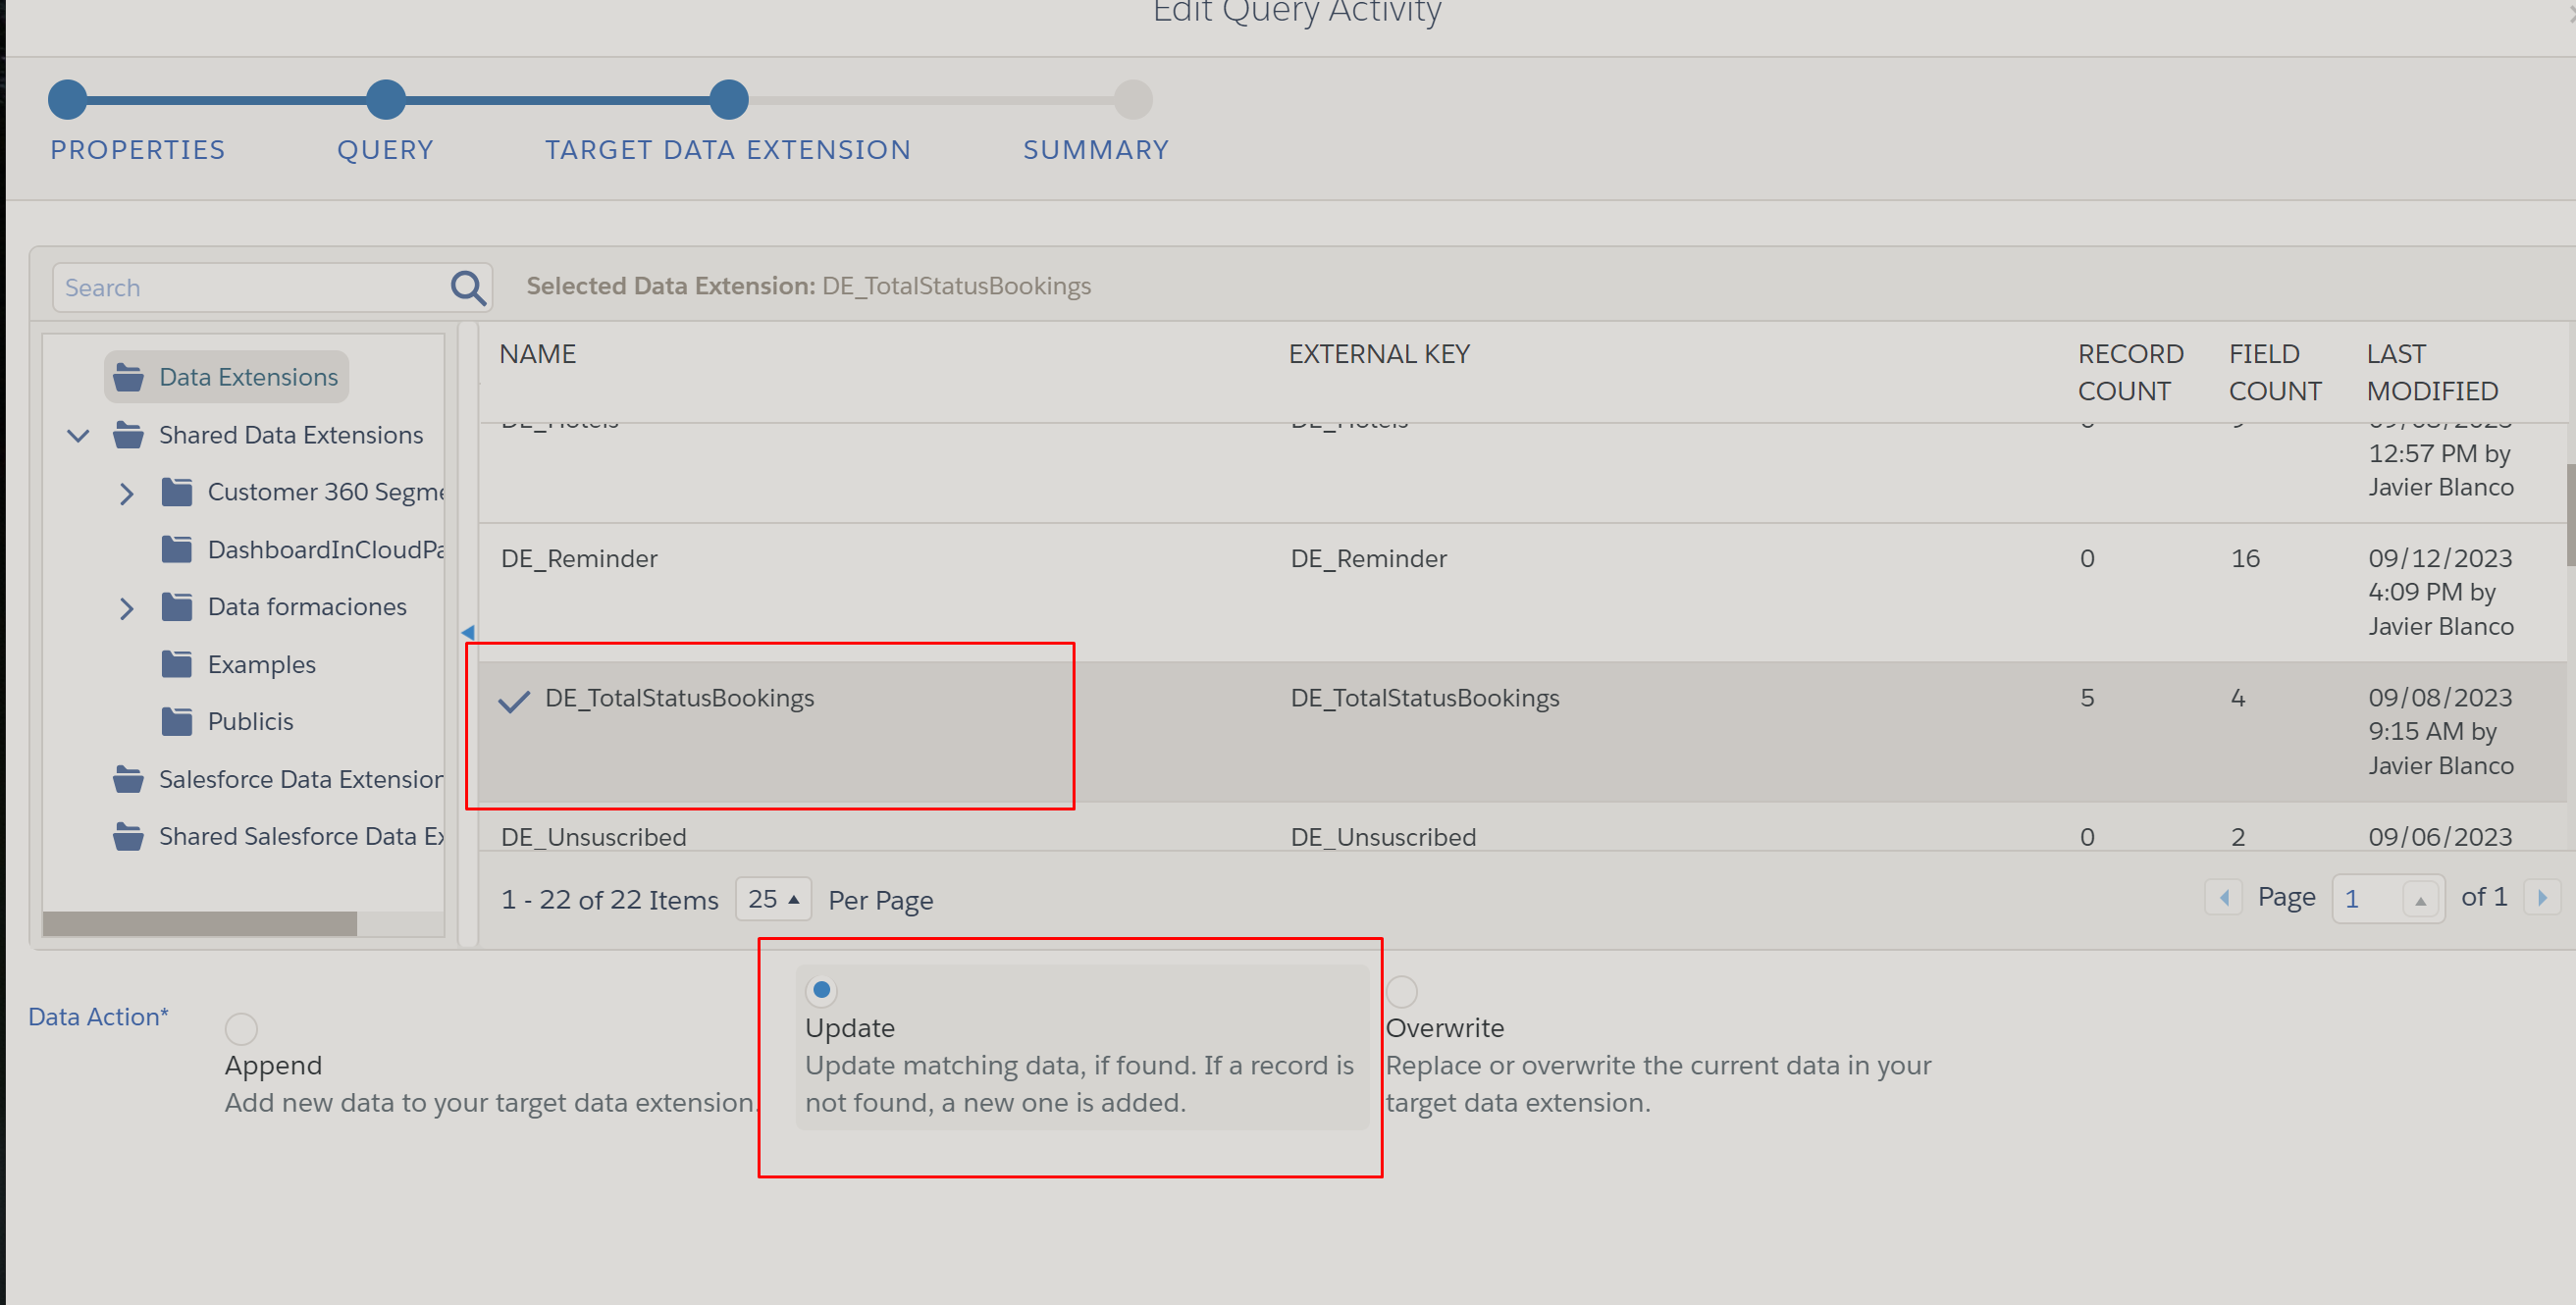 Edit Query Activity
PROPERTIES
QUERY
TARGET DATA EXTENSION
SUMMARY
Search
Selected Data Extension: DE_TotalStatusBookings
Data Extensions
Shared Data Extensions
Customer 360 Segme
DashboardInCloudPa
Data formaciones
Examples
Publicis
Salesforce Data Extension
Shared Salesforce Data Ex
NAME
EXTERNAL KEY
RECORD COUNT
FIELD COUNT
LAST MODIFIED
DE_Hotels
DE_Hotels
12:57 PM by
Javier Blanco
DE_Reminder
DE_Reminder
0
16
09/12/2023
4:09 PM by
Javier Blanco
DE_TotalStatusBookings
DE_TotalStatusBookings
5
4
09/08/2023
9:15 AM by
Javier Blanco
DE_Unsuscribed
DE_Unsuscribed
0
2
09/06/2023
1 - 22 of 22 Items
25
Per Page
Page
1
of 1
Data Action*
Append
Add new data to your target data extension.
Update
Update matching data, if found. If a record is
not found, a new one is added.
Overwrite
Replace or overwrite the current data in your
target data extension.